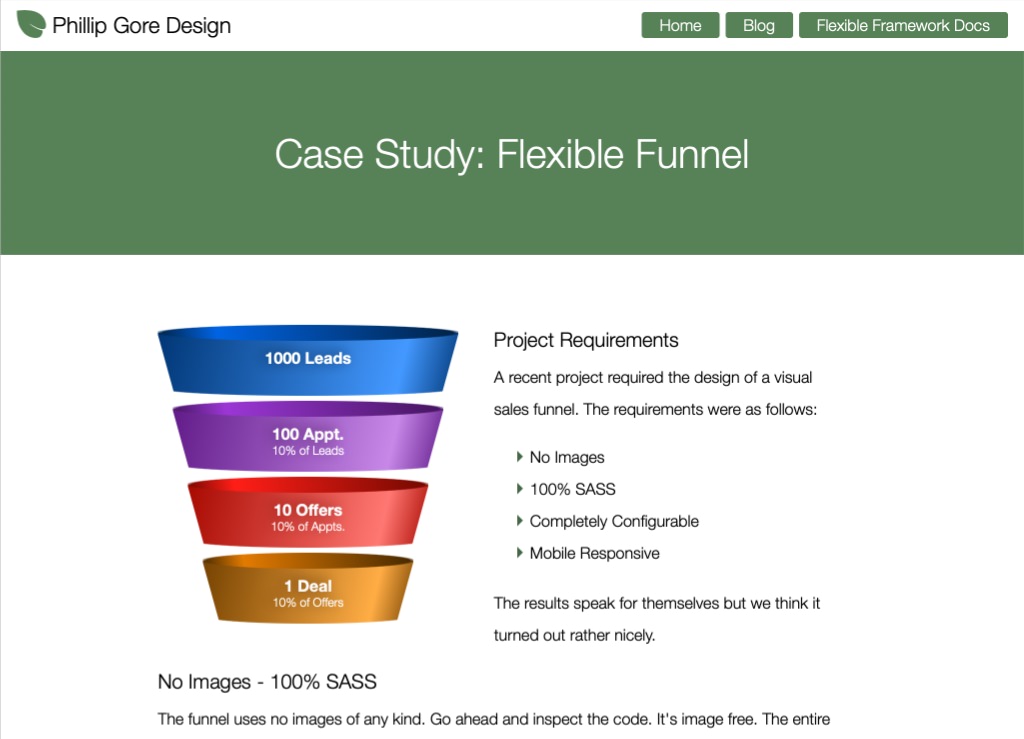 Phillip Gore Design
Home
Blog
Flexible Framework Docs
Case Study: Flexible Funnel
1000 Leads
100 Appt.
10% of Leads
10 Offers
10% of Appts.
1 Deal
10% of Offers
Project Requirements
A recent project required the design of a visual
sales funnel. The requirements were as follows:
No Images
100% SASS
Completely Configurable
Mobile Responsive
The results speak for themselves but we think it
turned out rather nicely.
No Images - 100% SASS
The funnel uses no images of any kind. Go ahead and inspect the code. It's image free. The entire